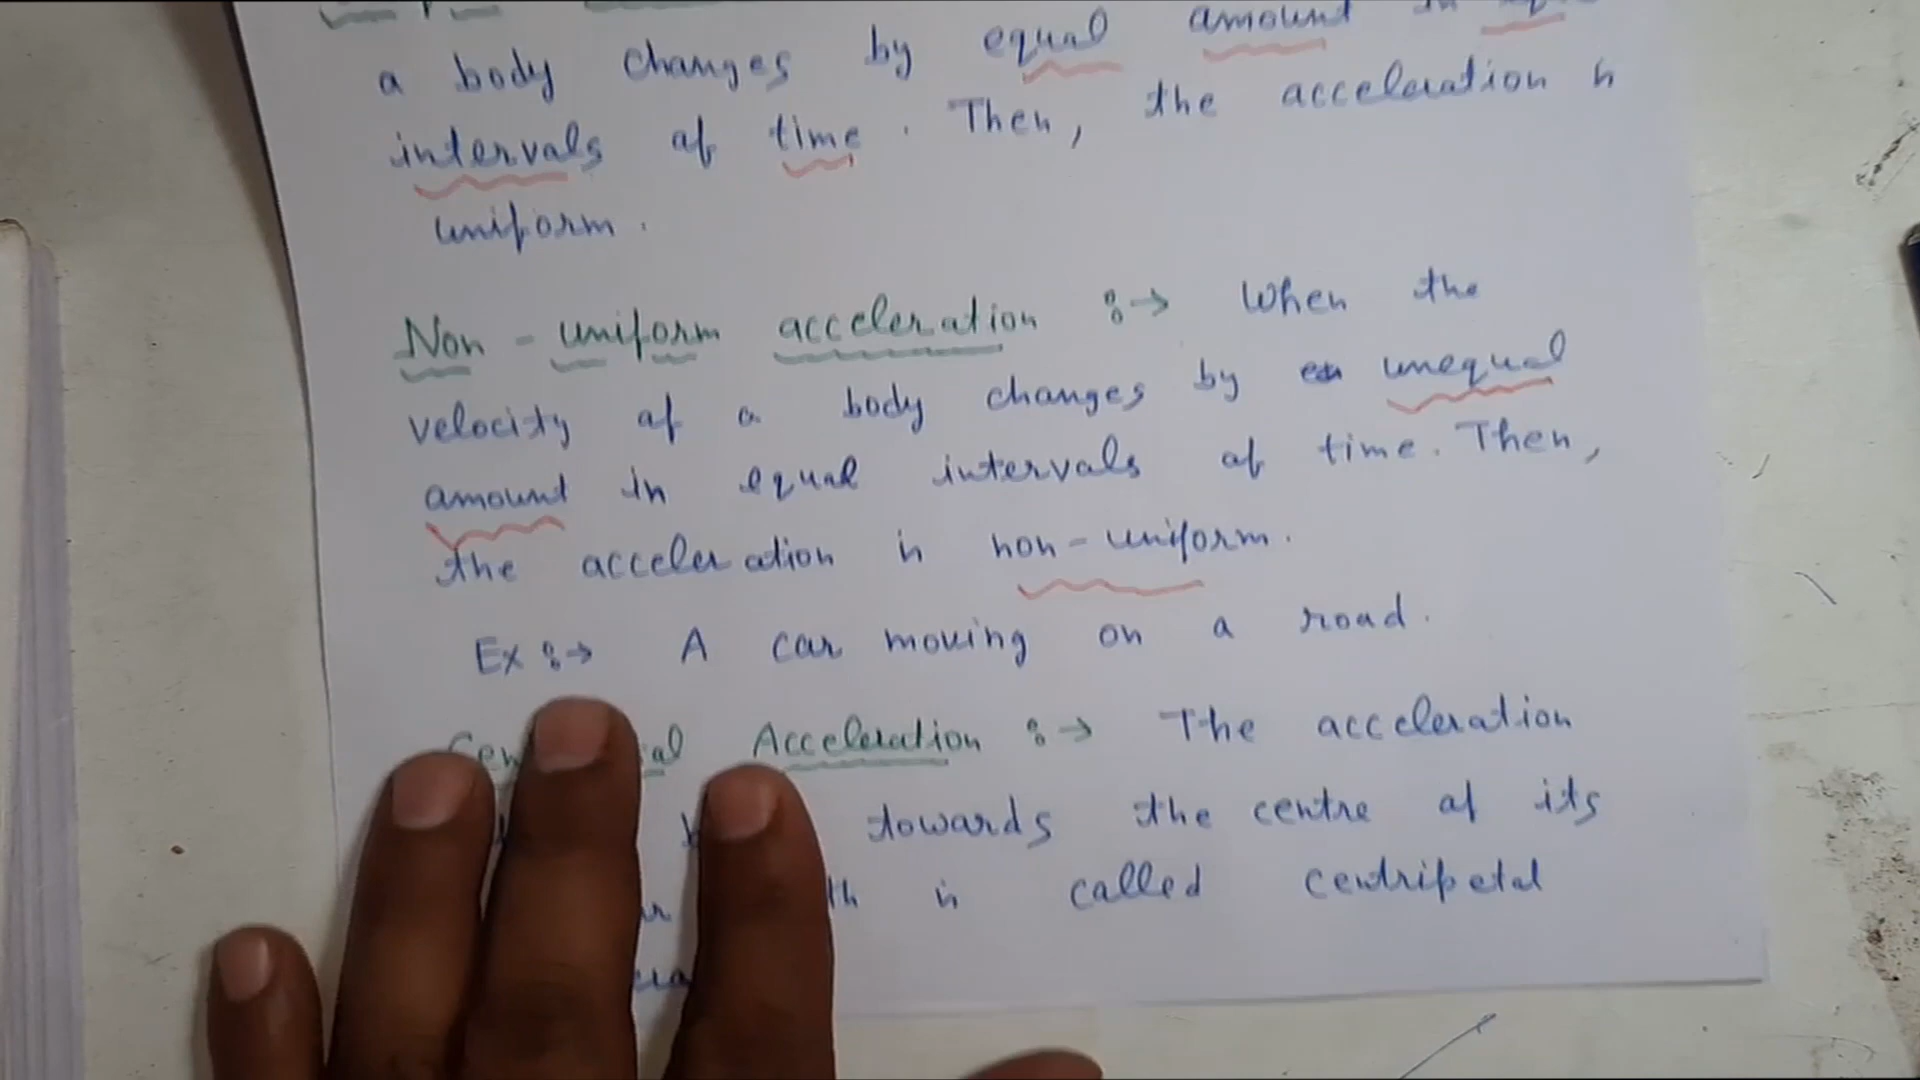 amount in
a body changes by equal
intervals of time. Then, the acceleration is
uniform.
Non-uniform acceleration :→ When the
velocity of a body changes by unequal
amount in equal intervals of time. Then,
the acceleration is non-uniform.
Ex :→ A car moving on a road.
Acceleration :→ The acceleration
towards the centre of its
is called centripetal